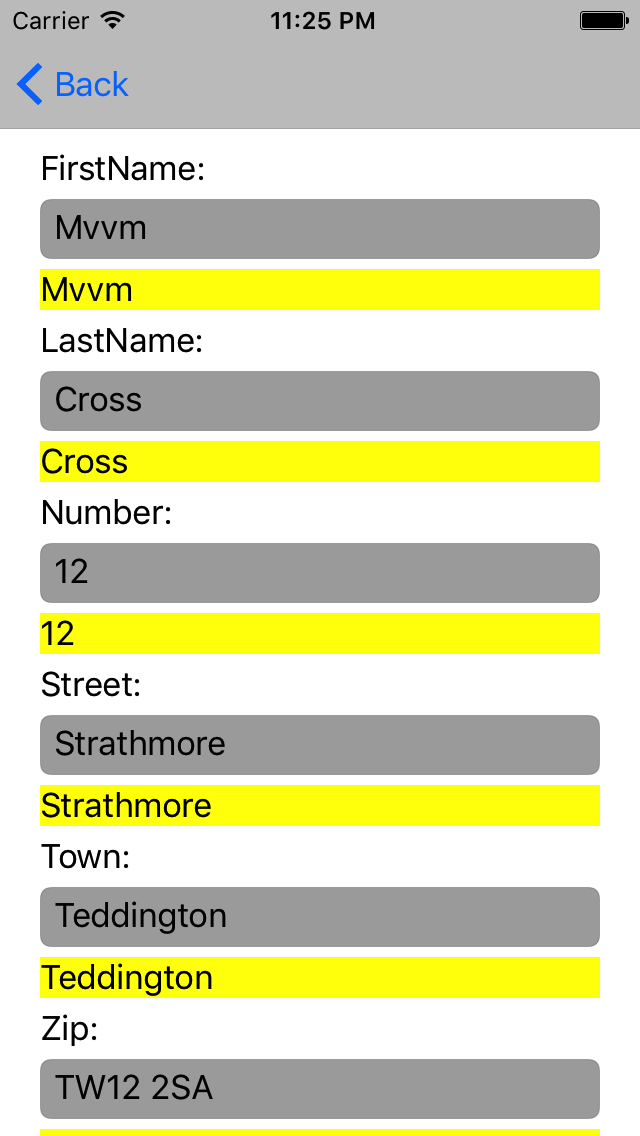 Carrier 11:25 PM
Back
FirstName:
Mvvm
Mvvm
LastName:
Cross
Cross
Number:
12
12
Street:
Strathmore
Strathmore
Town:
Teddington
Teddington
Zip:
TW12 2SA